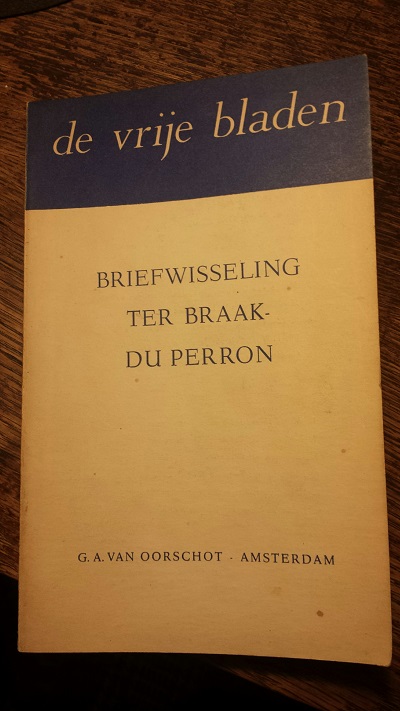 de vrije bladen
BRIEFWISSELING
TER BRAAK-
DU PERRON
G. A. VAN OORSCHOT - AMSTERDAM